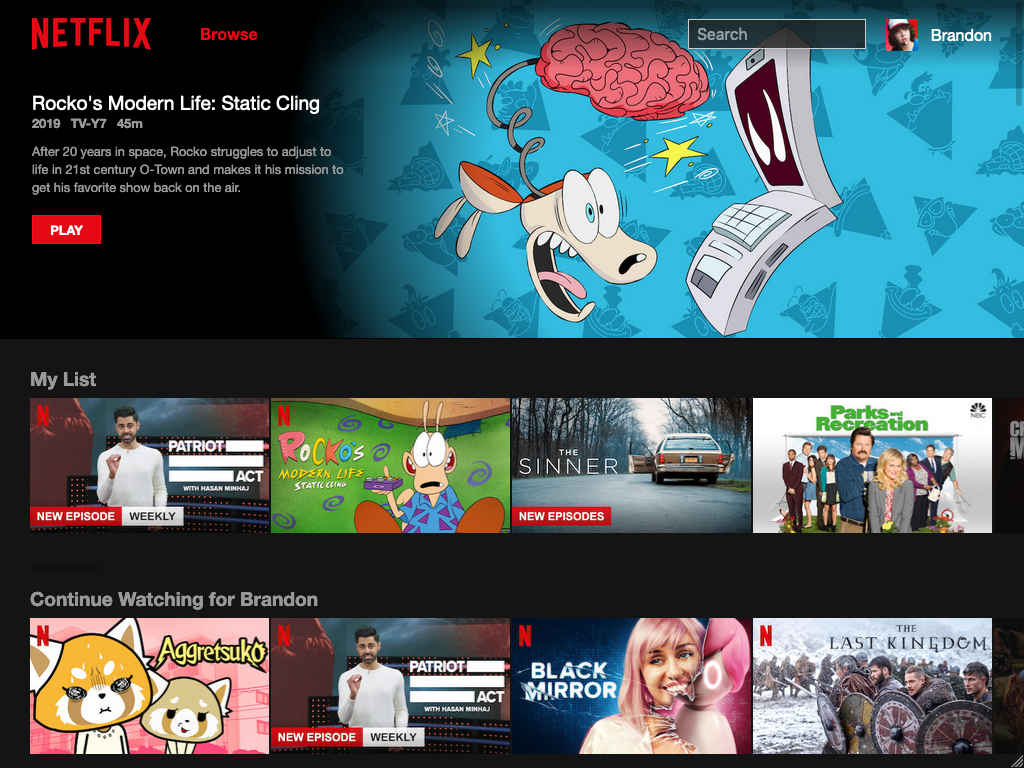 NETFLIX
Browse
Search
Brandon
Rocko's Modern Life: Static Cling
2019 TV-Y7 45m
After 20 years in space, Rocko struggles to adjust to
life in 21st century O-Town and makes it his mission to
get his favorite show back on the air.
PLAY
My List
N
PATRIOT
ACT
WITH HASAN MINHAJ
NEW EPISODE WEEKLY
N
ROCKO'S
MODERN LIFE
STATIC CLING
THE
SINNER
NEW EPISODES
Parks and
Recreation
NBC
Continue Watching for Brandon
N
Aggretsuko
N
PATRIOT
ACT
WITH HASAN MINHAJ
NEW EPISODE WEEKLY
N
BLACK
MIRROR
N
THE
LAST KINGDOM